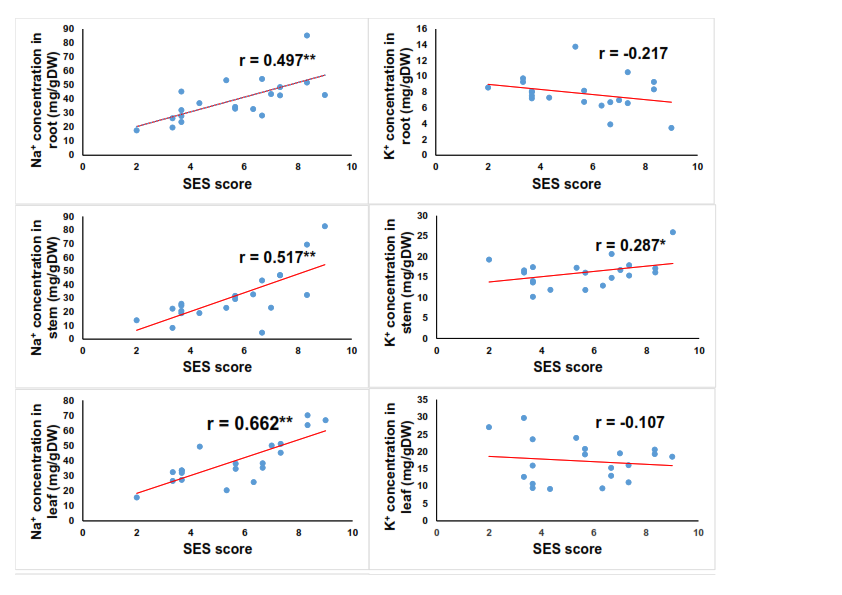 Na⁺ concentration in
root (mg/gDW)
90
80
70
60
50
40
30
20
10
0
r = 0.497**
0 2 4 6 8 10
SES score
K⁺ concentration in
root (mg/gDW)
16
14
12
10
8
6
4
2
0
r = -0.217
0 2 4 6 8 10
SES score
Na⁺ concentration in
stem (mg/gDW)
90
80
70
60
50
40
30
20
10
0
r = 0.517**
0 2 4 6 8 10
SES score
K⁺ concentration in
stem (mg/gDW)
30
25
20
15
10
5
0
r = 0.287*
0 2 4 6 8 10
SES score
Na⁺ concentration in
leaf (mg/gDW)
80
70
60
50
40
30
20
10
0
r = 0.662**
0 2 4 6 8 10
SES score
K⁺ concentration in
leaf (mg/gDW)
35
30
25
20
15
10
5
0
r = -0.107
0 2 4 6 8 10
SES score